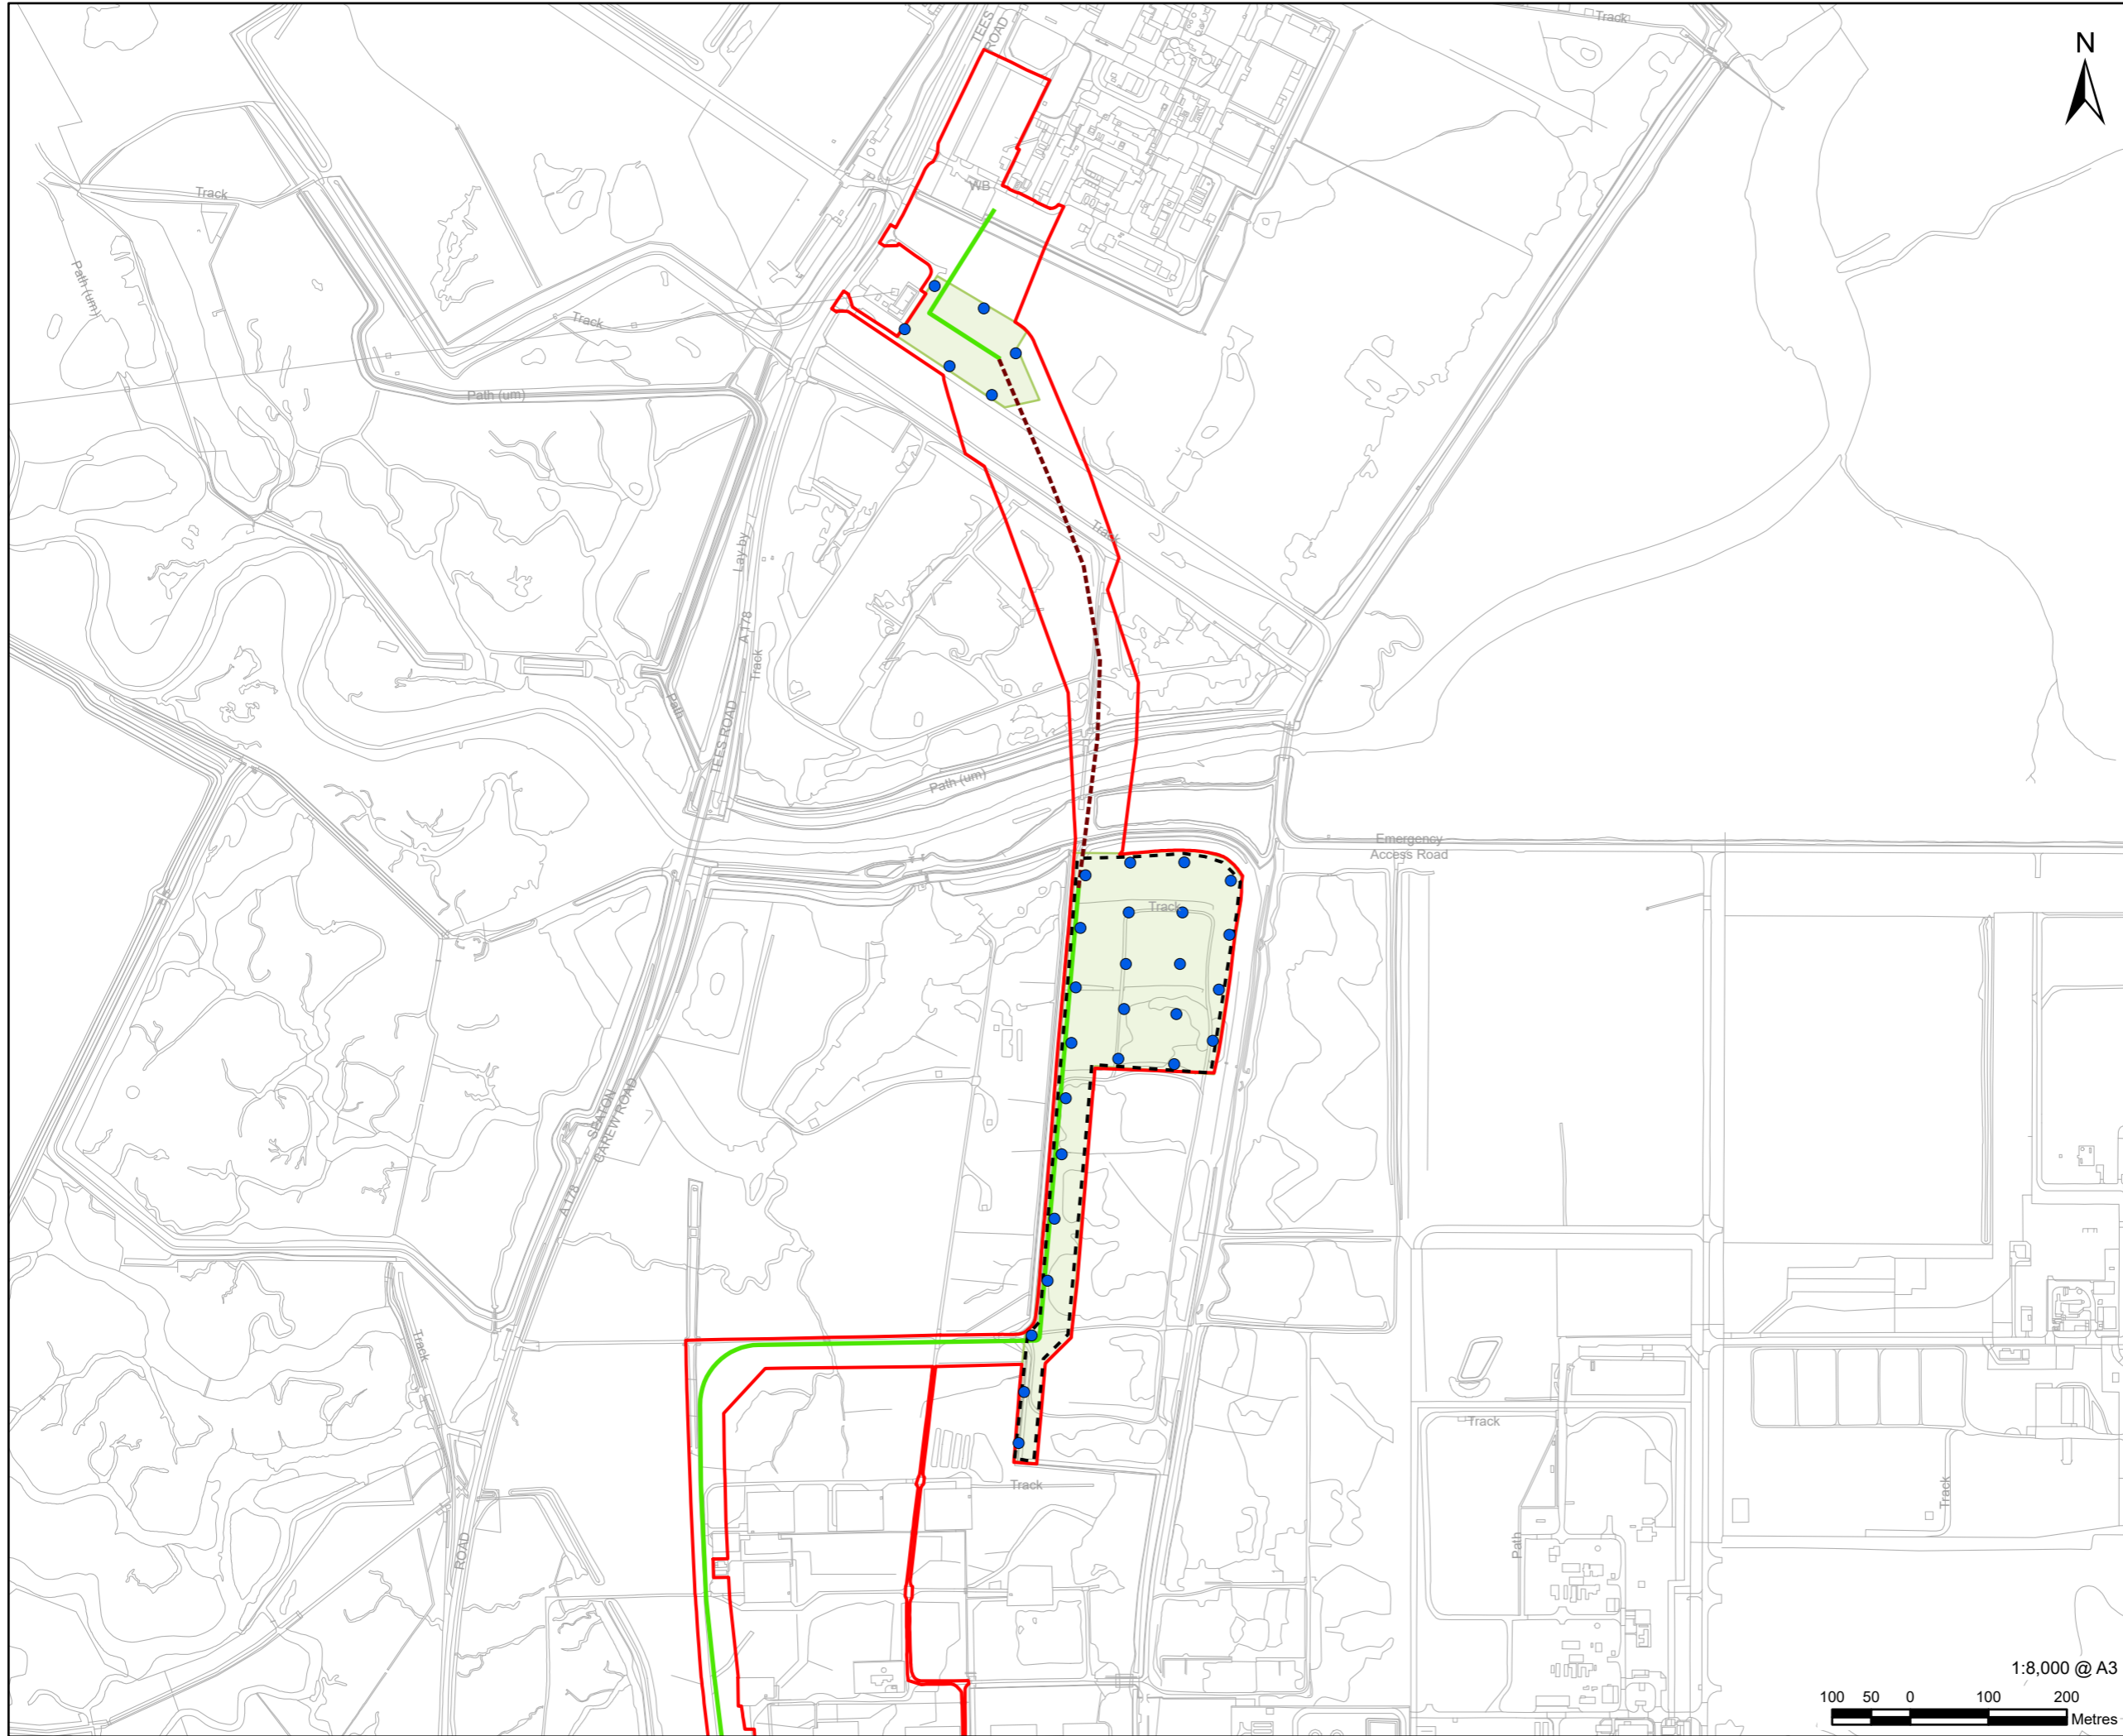 TEES
ROAD
Track
N
WB
Track
Path (um)
Track
Path (um)
Track
Lay-by
A 178
Track
Path
TEES ROAD
Path (um)
Emergency
Access Road
Track
SEATON
CAREW ROAD
A 178
Track
Track
Track
Track
Path
ROAD
1:8,000 @ A3
100 50 0 100 200
Metres